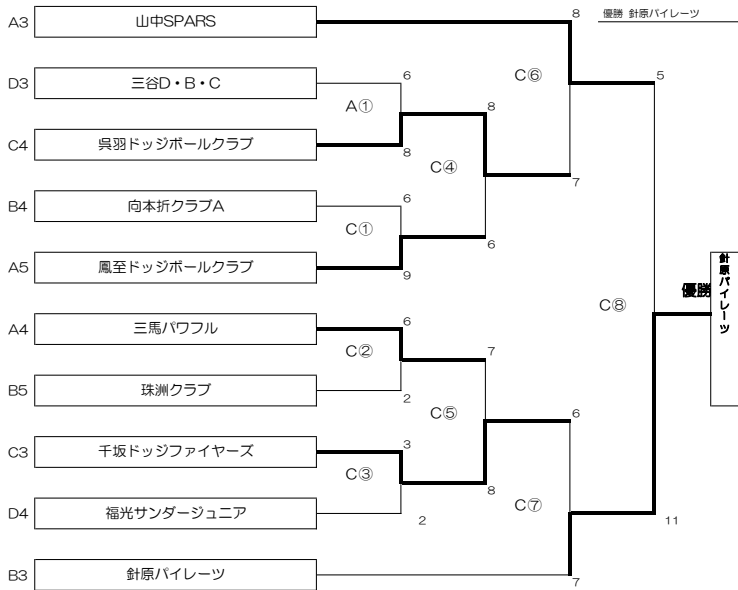 優勝 針原パイレーツ
A3 山中SPARS 8
D3 三谷D・B・C 6 C⑥ 5
A① 8
C4 呉羽ドッジボールクラブ 8
C④ 7
B4 向本折クラブA 6
C① 6
A5 鳳至ドッジボールクラブ 9
優勝 針原パイレーツ
C⑧
A4 三馬パワフル 6
C② 7
B5 珠洲クラブ 2
C⑤ 6
C3 千坂ドッジファイヤーズ 3
C③ 8
D4 福光サンダージュニア 2 C⑦ 11
B3 針原パイレーツ 7